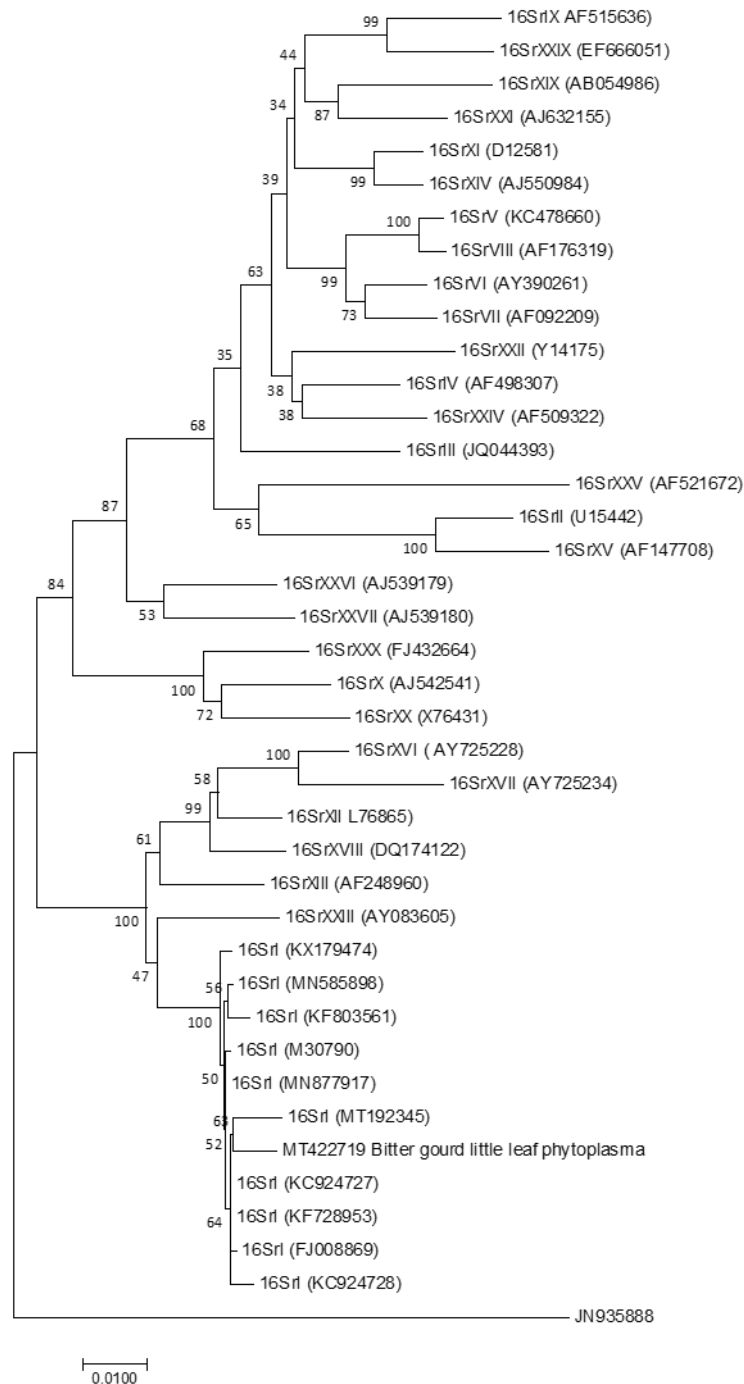 99
16SrIX AF515636)
16SrXXIX (EF666051)
44
16SrXIX (AB054986)
34
87
16SrXXI (AJ632155)
16SrXI (D12581)
39
99
16SrXIV (AJ550984)
100
16SrV (KC478660)
16SrVIII (AF176319)
63
99
16SrVI (AY390261)
73
16SrVII (AF092209)
35
16SrXXII (Y14175)
38
16SrIV (AF498307)
38
16SrXXIV (AF509322)
68
16SrIII (JQ044393)
16SrXXV (AF521672)
87
65
16SrII (U15442)
100
16SrXV (AF147708)
84
16SrXXVI (AJ539179)
53
16SrXXVII (AJ539180)
16SrXXX (FJ432664)
100
16SrX (AJ542541)
72
16SrXX (X76431)
100
16SrXVI ( AY725228)
58
16SrXVII (AY725234)
99
16SrXII L76865)
61
16SrXVIII (DQ174122)
16SrXIII (AF248960)
100
16SrXXIII (AY083605)
47
16SrI (KX179474)
56
16SrI (MN585898)
100
16SrI (KF803561)
16SrI (M30790)
50
16SrI (MN877917)
63
16SrI (MT192345)
52
MT422719 Bitter gourd little leaf phytoplasma
16SrI (KC924727)
64
16SrI (KF728953)
16SrI (FJ008869)
16SrI (KC924728)
JN935888
0.0100